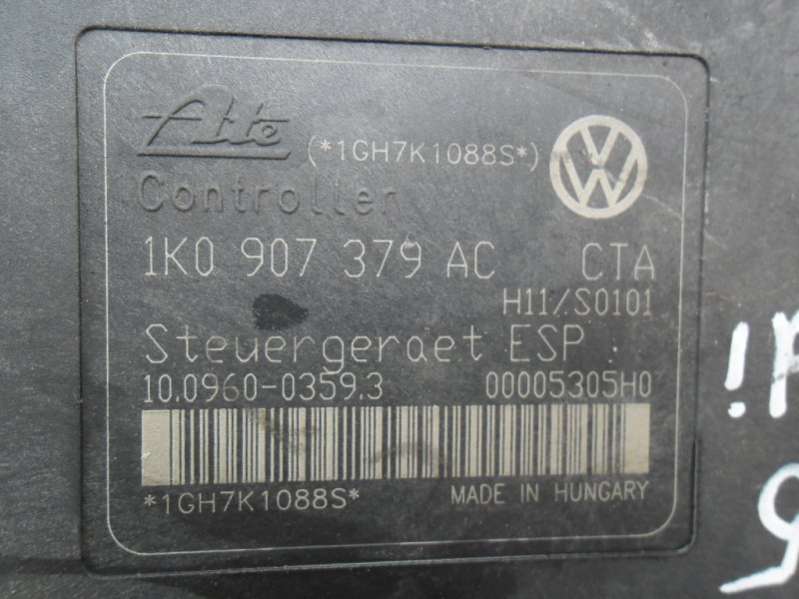 Ate (*1GH7K1088S*)
Controller
1K0 907 379 AC CTA
H11/S0101
Steuergeraet ESP
10.0960-0359.3 00005305H0
*1GH7K1088S* MADE IN HUNGARY